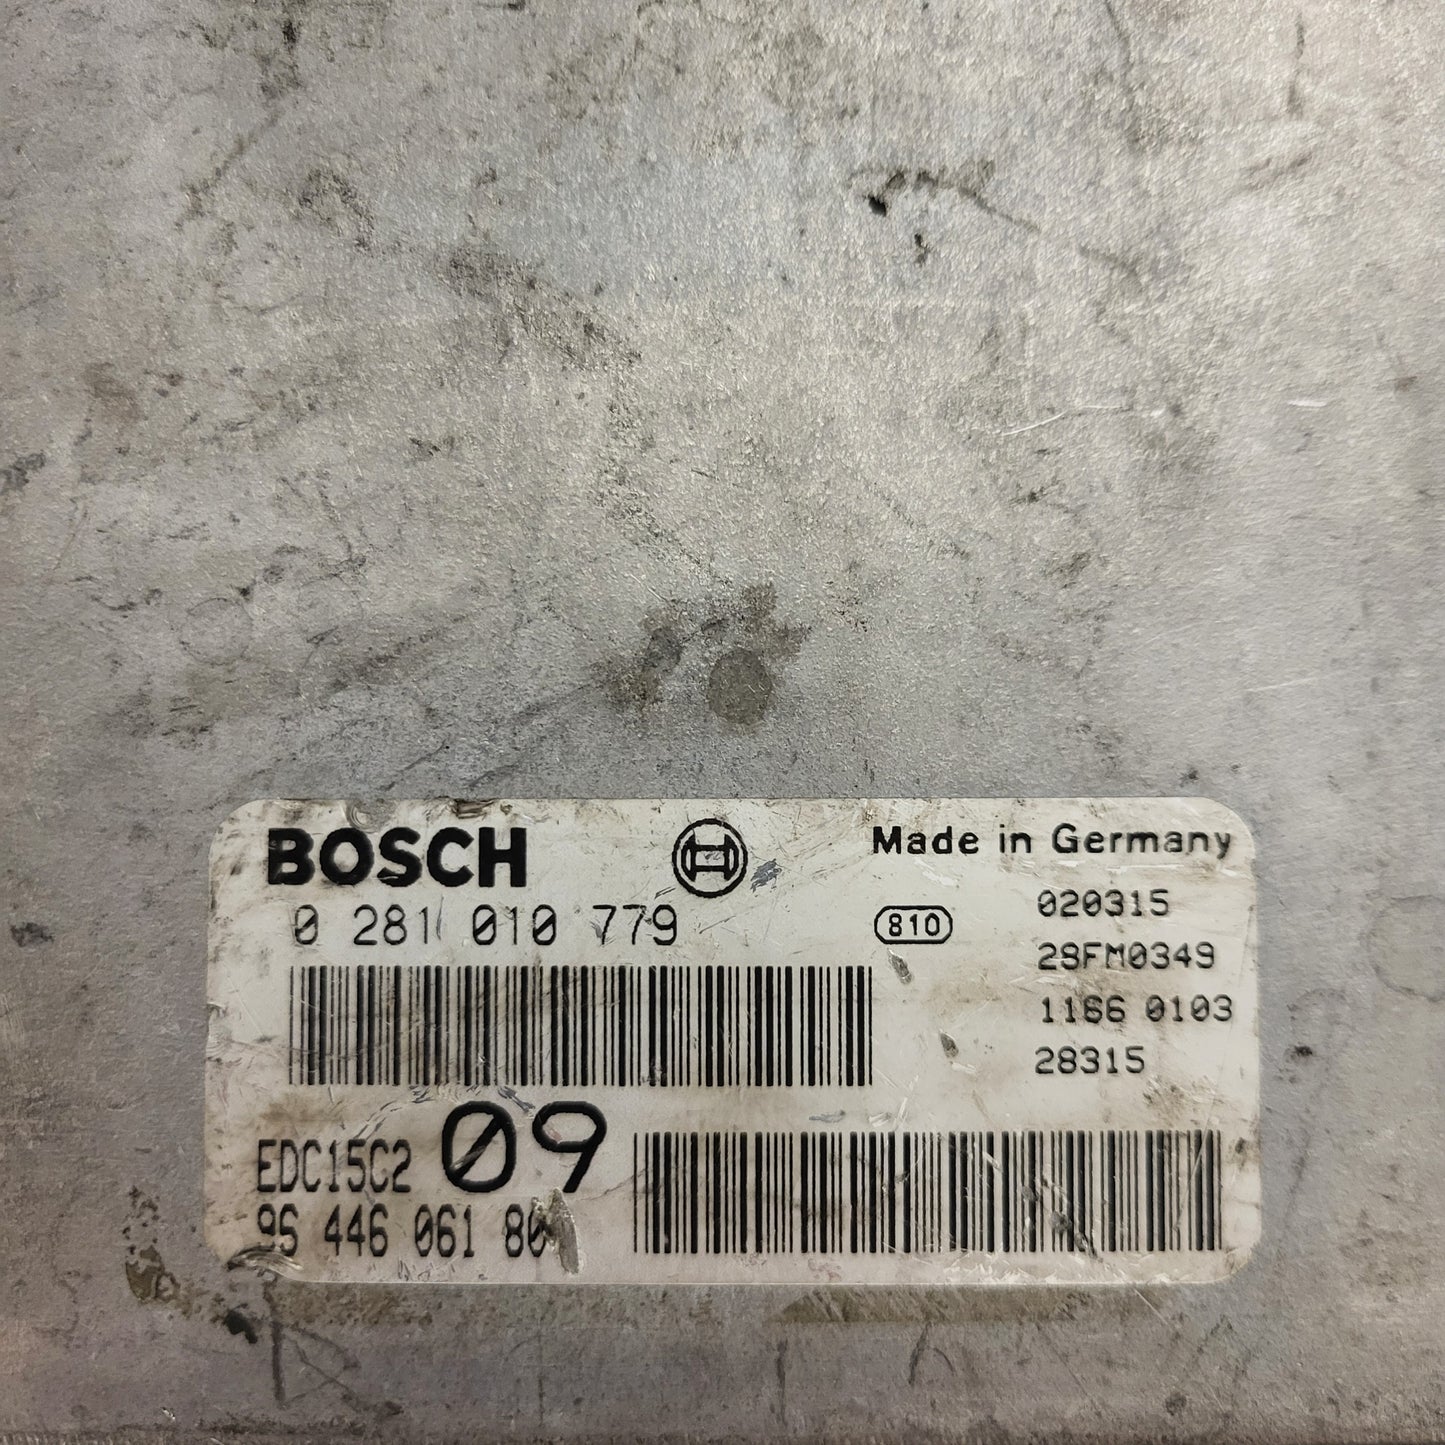 BOSCH
Made in Germany
0 281 010 779
810
020315
28FM0349
1166 0103
28315
EDC15C2 09
96 446 061 80